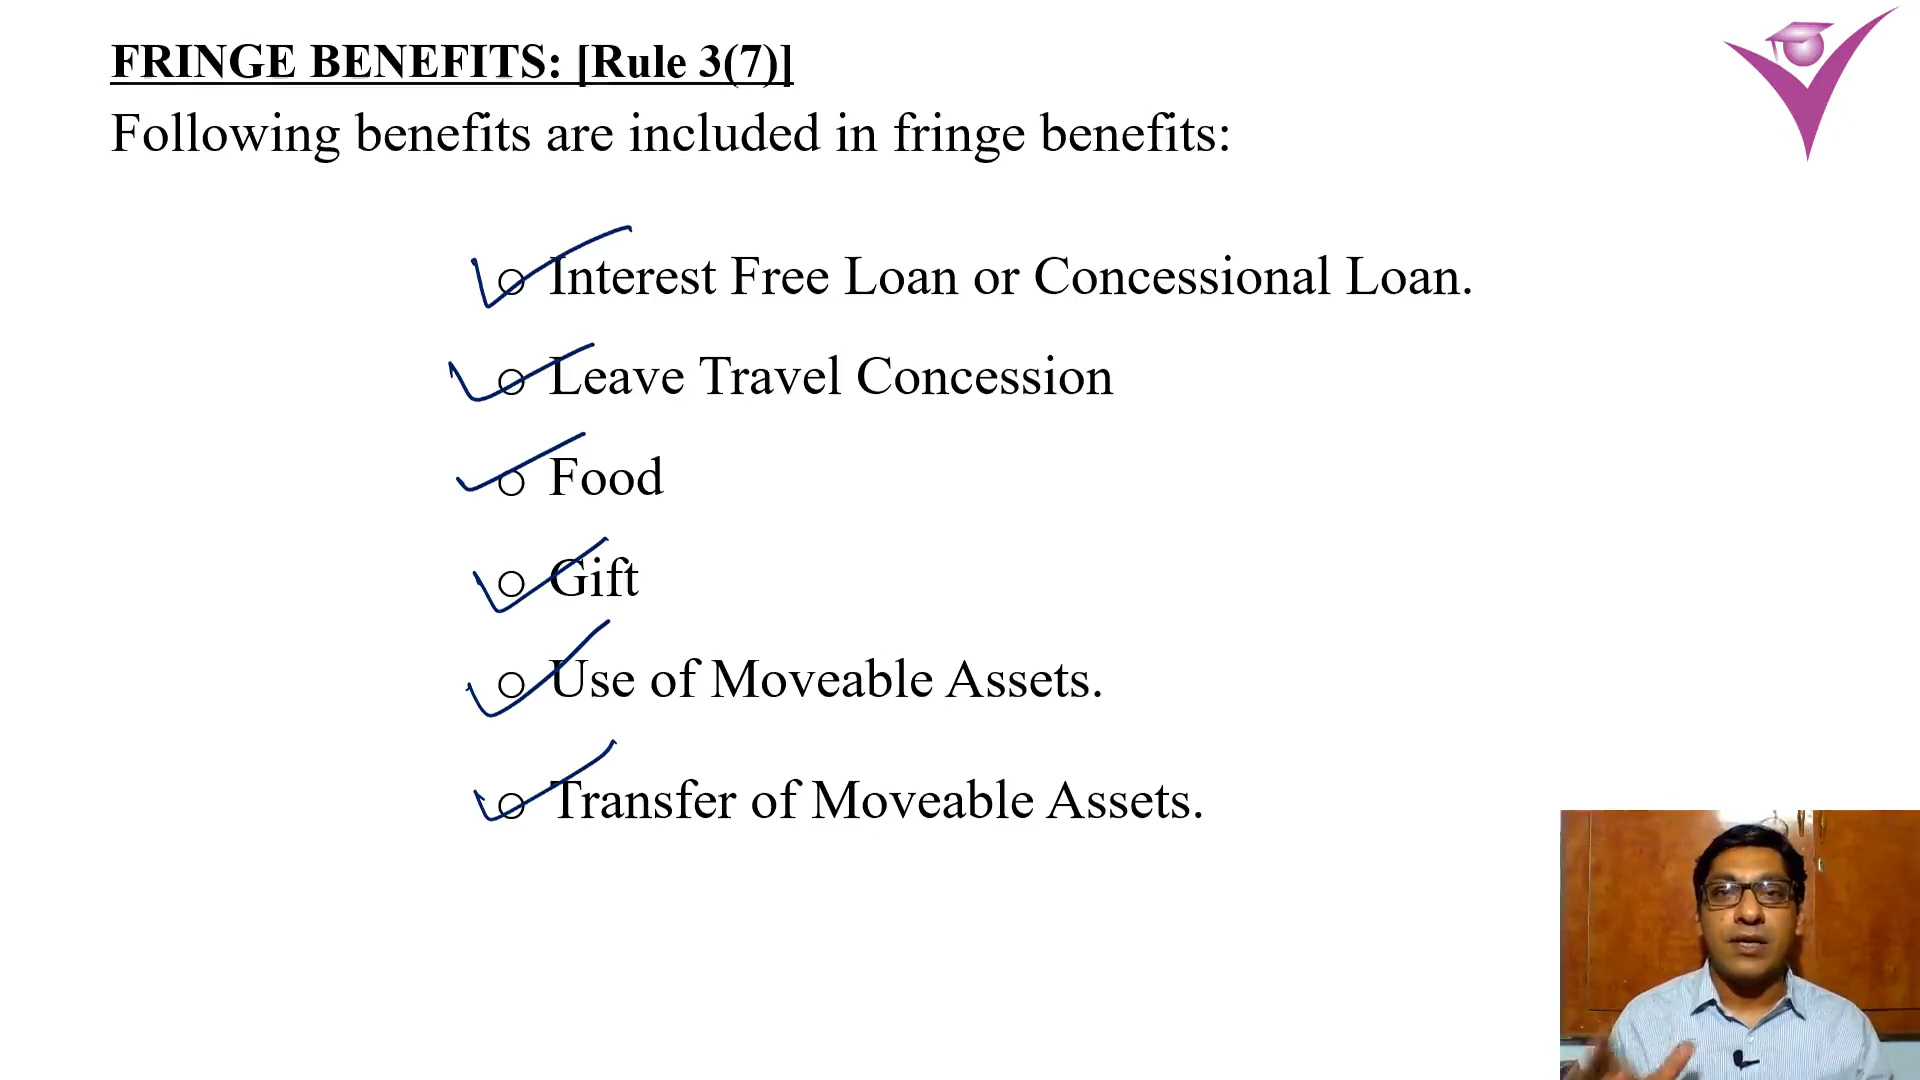 FRINGE BENEFITS: [Rule 3(7)]
Following benefits are included in fringe benefits:
Interest Free Loan or Concessional Loan.
Leave Travel Concession
Food
Gift
Use of Moveable Assets.
Transfer of Moveable Assets.